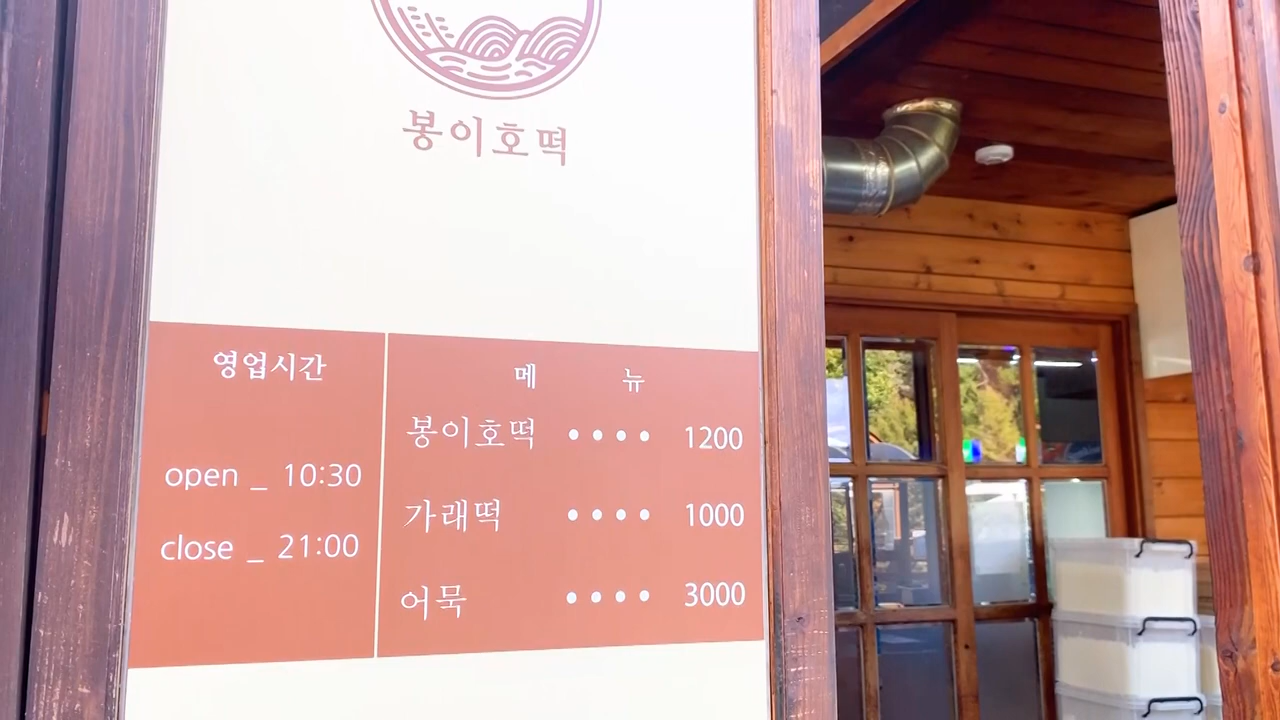 봉이호떡
영업시간
open _ 10:30
close _ 21:00
메 뉴
봉이호떡 •••• 1200
가래떡 •••• 1000
어묵 •••• 3000